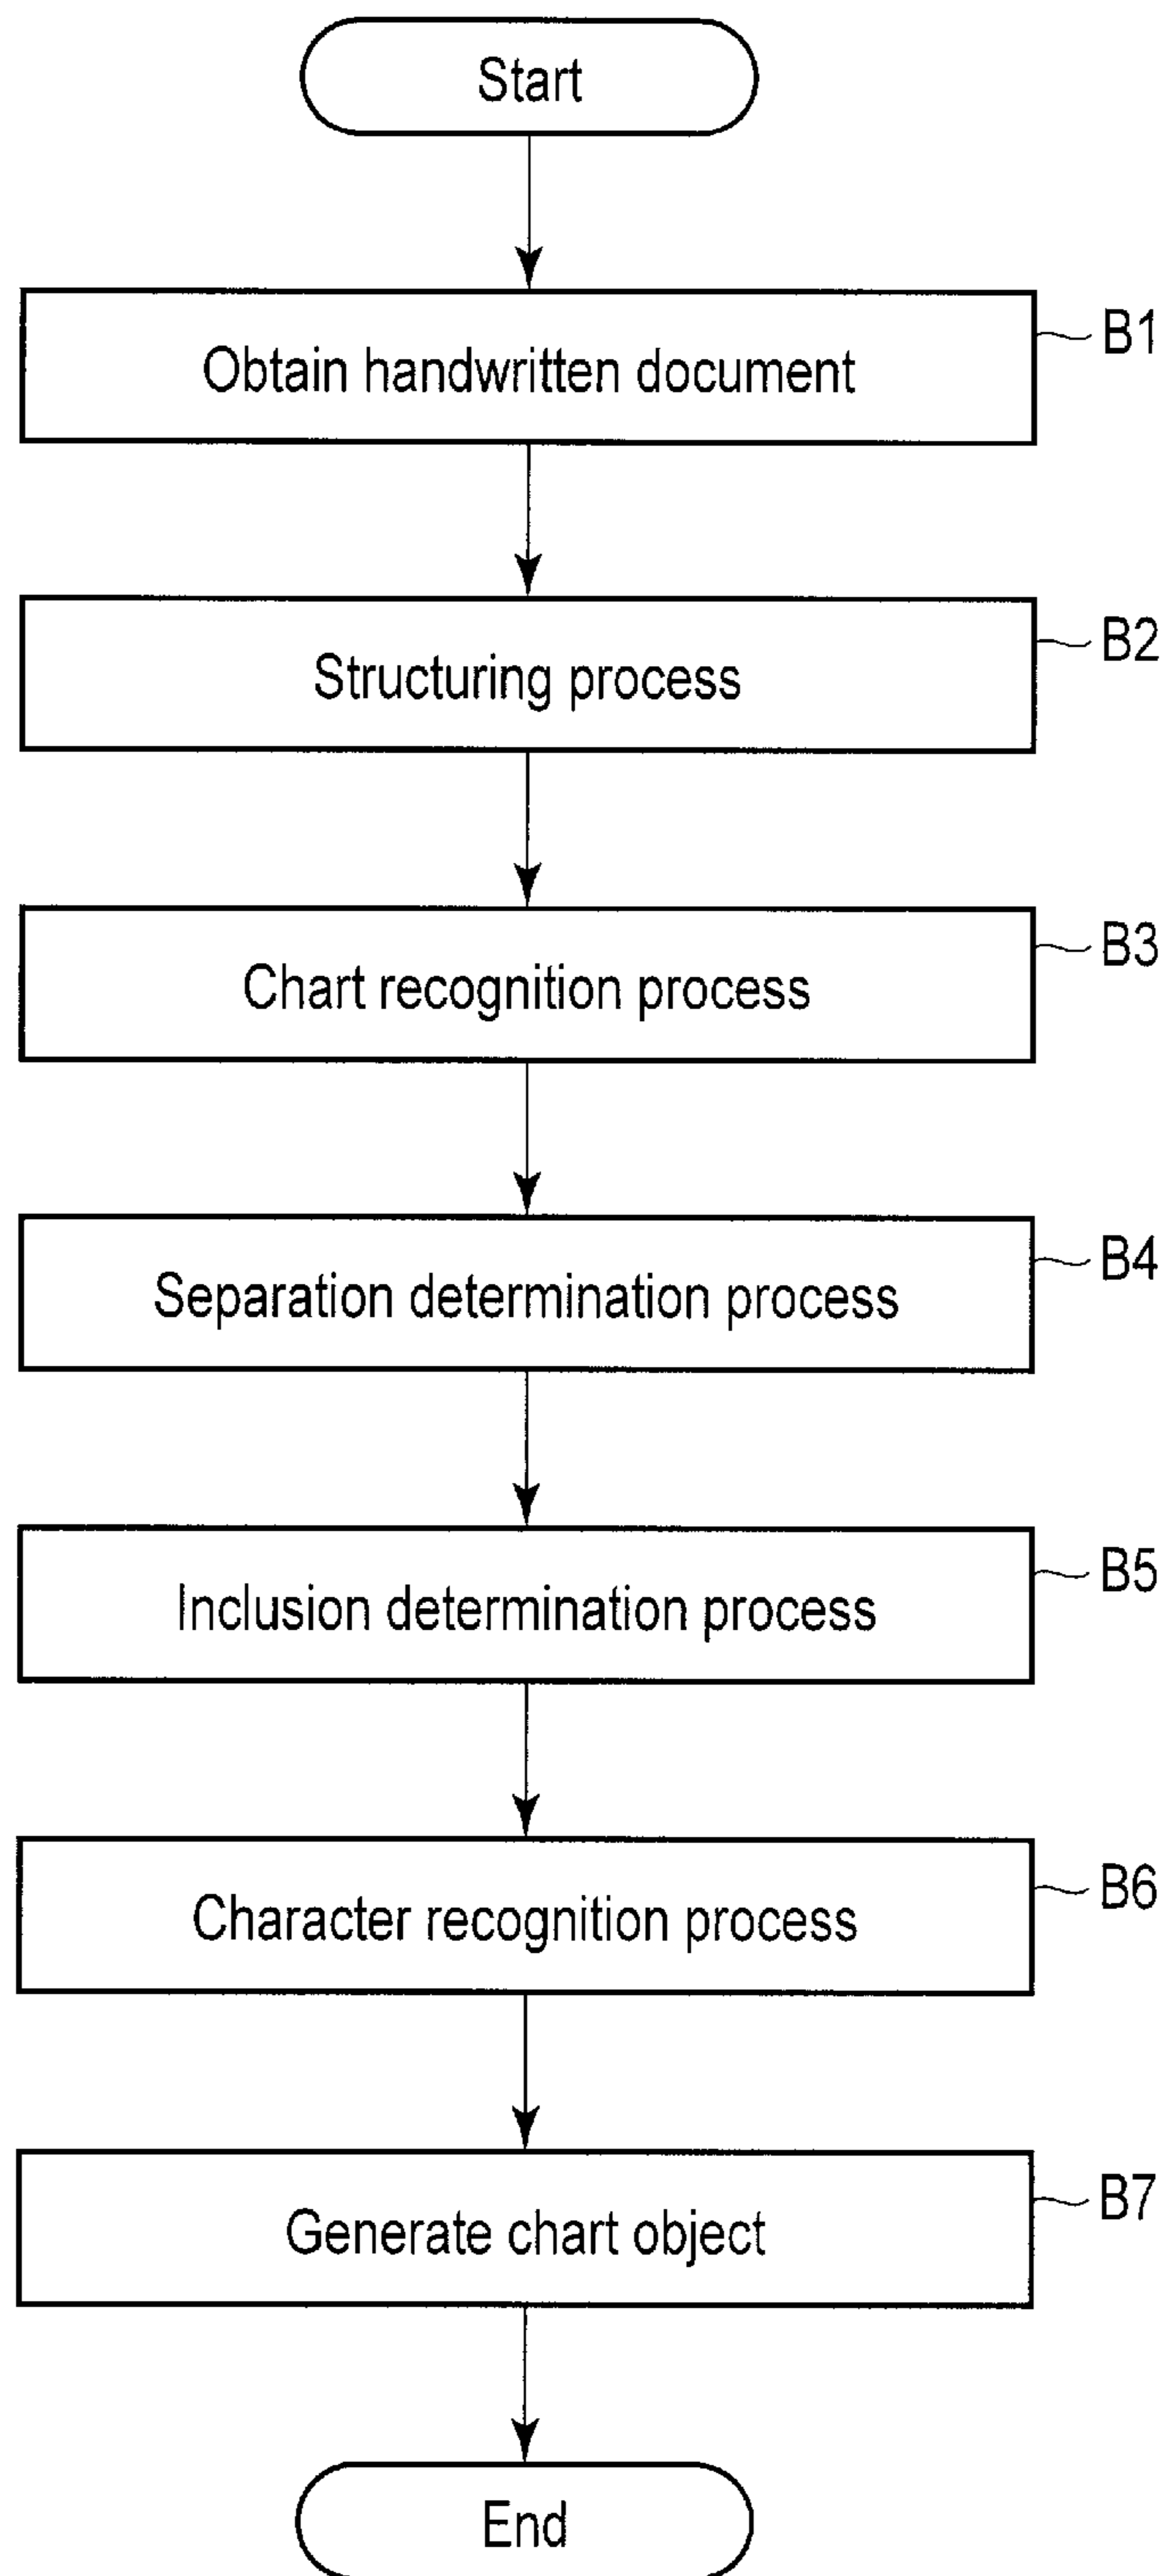 Start
Obtain handwritten document
B1
Structuring process
B2
Chart recognition process
B3
Separation determination process
B4
Inclusion determination process
B5
Character recognition process
B6
Generate chart object
B7
End